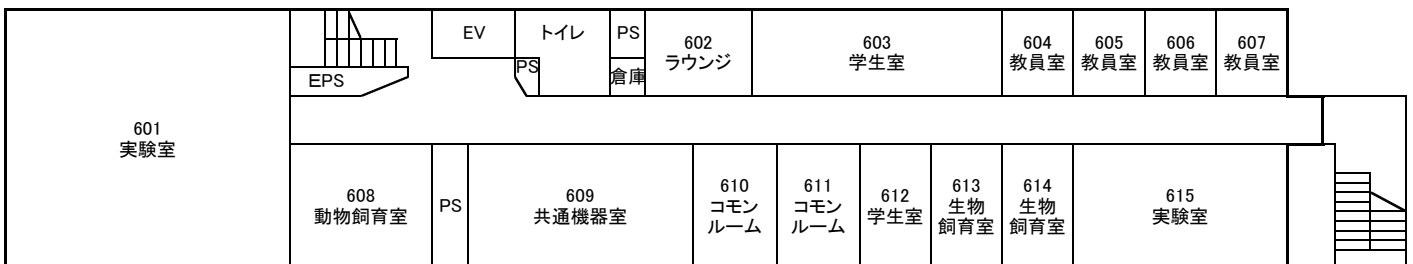 EV
トイレ
PS
602
ラウンジ
603
学生室
604
教員室
605
教員室
606
教員室
607
教員室
EPS
PS
倉庫
601
実験室
608
動物飼育室
PS
609
共通機器室
610
コモン
ルーム
611
コモン
ルーム
612
学生室
613
生物
飼育室
614
生物
飼育室
615
実験室